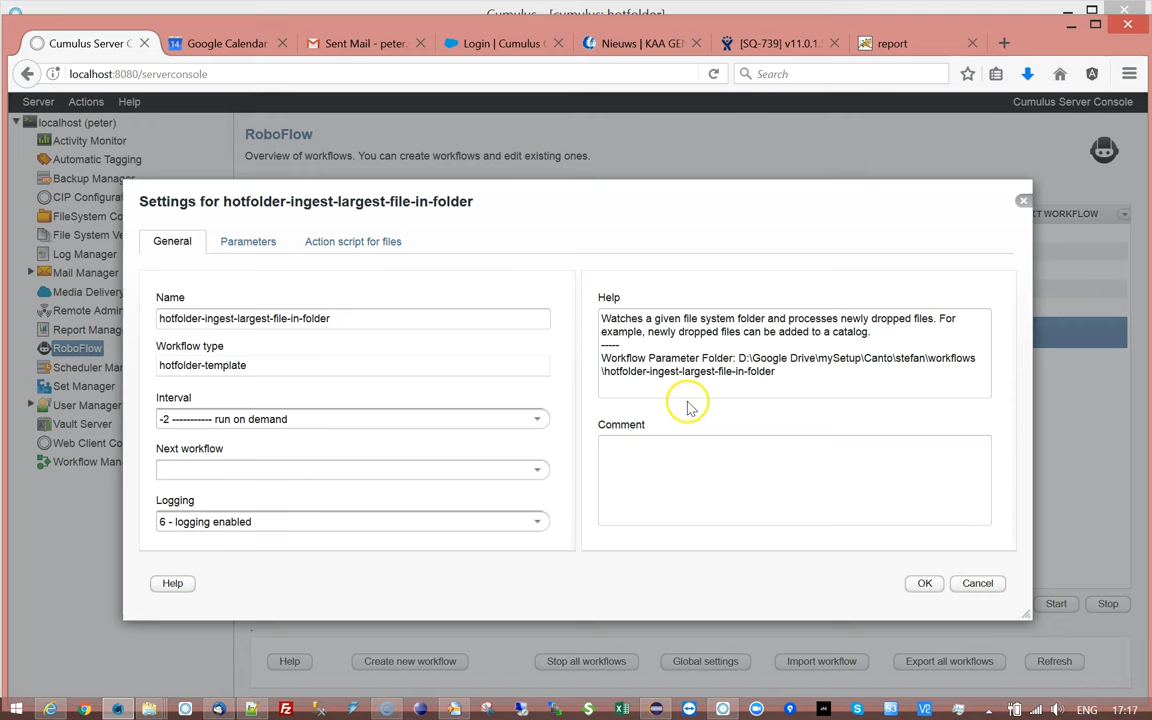 Cumulus - [cumulus: hotfolder]
Cumulus Server C
Google Calendar
Sent Mail - peter.
Login | Cumulus
Nieuws | KAA GEN
[SQ-739] v11.0.1.
report
localhost:8080/serverconsole
Search
Server Actions Help
Cumulus Server Console
localhost (peter)
Activity Monitor
Automatic Tagging
Backup Manager
CIP Configura
FileSystem Co
File System Ve
Log Manager
Mail Manager
Media Delivery
Remote Admi
Report Manag
RoboFlow
Scheduler Ma
Set Manager
User Manager
Vault Server
Web Client Co
Workflow Man
RoboFlow
Overview of workflows. You can create workflows and edit existing ones.
XT WORKFLOW
Settings for hotfolder-ingest-largest-file-in-folder
General
Parameters
Action script for files
Name
hotfolder-ingest-largest-file-in-folder
Workflow type
hotfolder-template
Interval
-2 ----------- run on demand
Next workflow
Logging
6 - logging enabled
Help
Watches a given file system folder and processes newly dropped files. For
example, newly dropped files can be added to a catalog.
-----
Workflow Parameter Folder: D:\Google Drive\mySetup\Canto\stefan\workflows
\hotfolder-ingest-largest-file-in-folder
Comment
Help
OK
Cancel
Start
Stop
Help
Create new workflow
Stop all workflows
Global settings
Import workflow
Export all workflows
Refresh
ENG
17:17